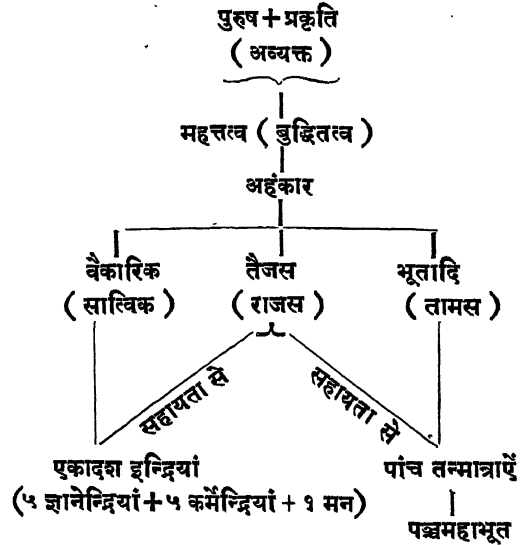 पुरुष + प्रकृति
( अव्यक्त )
महत्तत्व ( बुद्धितत्व )
अहंकार
वैकारिक तैजस भूतादि
( सात्विक ) ( राजस ) ( तामस )
सहायता से सहायता से
एकादश इन्द्रियां पांच तन्मात्राऐं
(५ ज्ञानेन्द्रियां + ५ कर्मेन्द्रियां + १ मन)
पञ्चमहाभूत